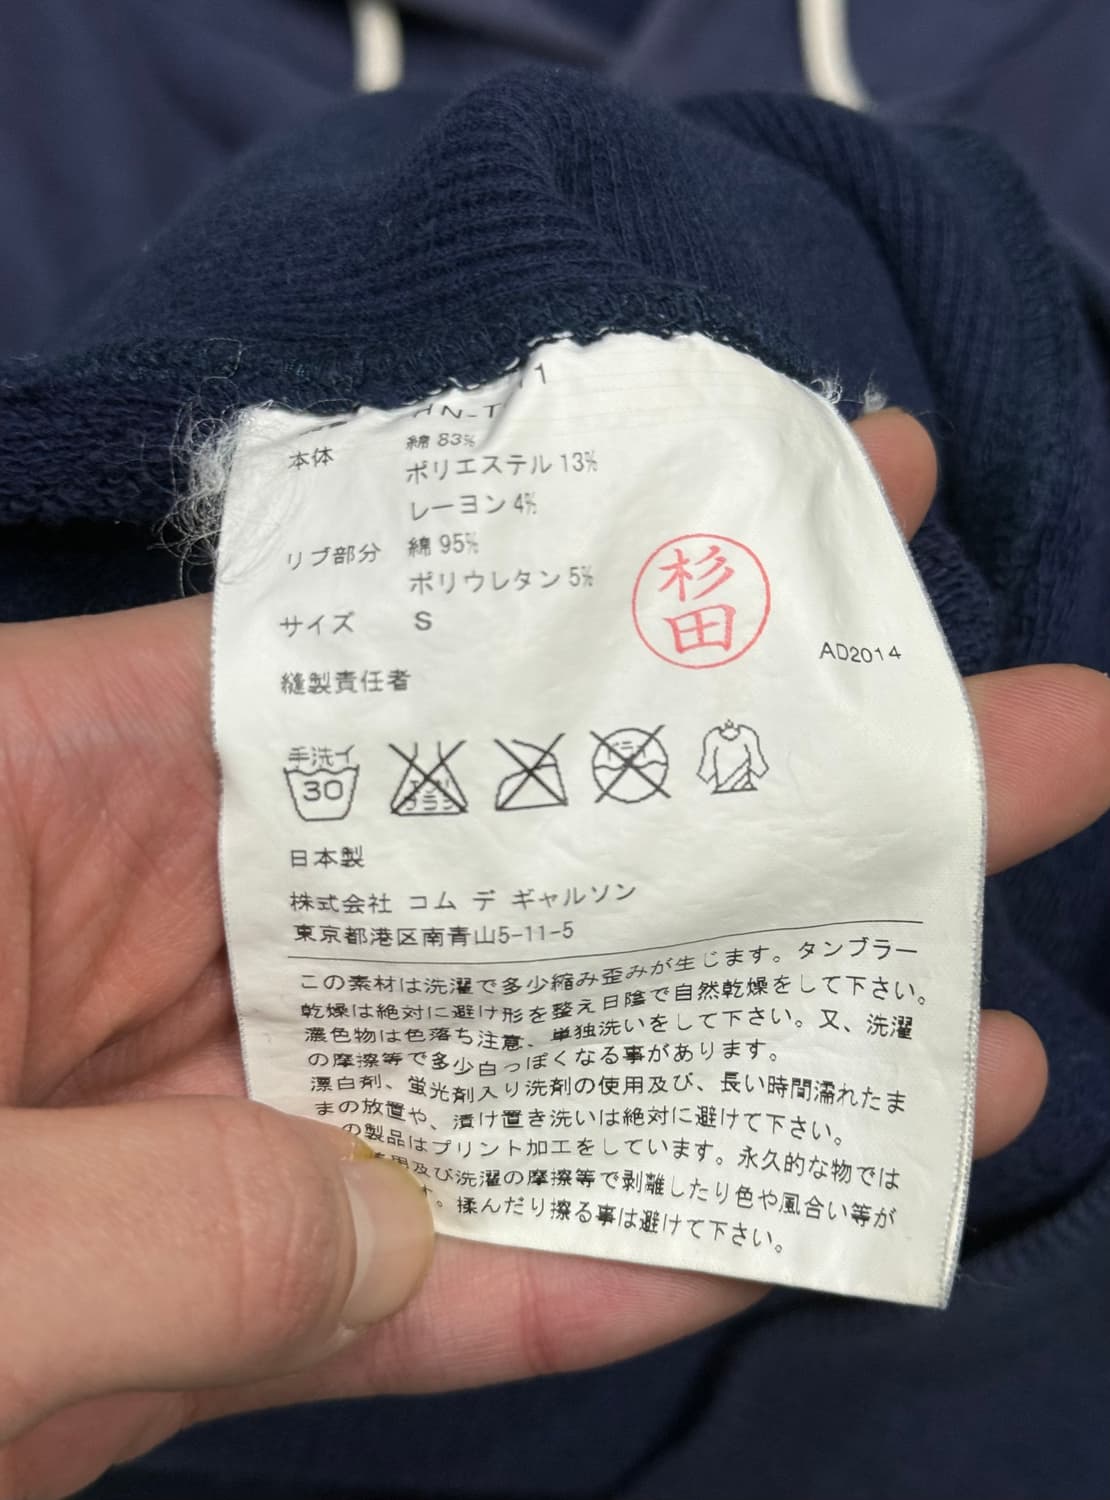 HN-T
本体 綿 83%
ポリエステル 13%
レーヨン 4%
リブ部分 綿 95%
ポリウレタン 5%
サイズ S
杉田
AD2014
縫製責任者
手洗イ
30
エンソ
サラシ
ドライ
日本製
株式会社 コム デ ギャルソン
東京都港区南青山5-11-5
この素材は洗濯で多少縮み歪みが生じます。タンブラー
乾燥は絶対に避け形を整え日陰で自然乾燥をして下さい。
濃色物は色落ち注意、単独洗いをして下さい。又、洗濯
の摩擦等で多少白っぽくなる事があります。
漂白剤、蛍光剤入り洗剤の使用及び、長い時間濡れたま
まの放置や、漬け置き洗いは絶対に避けて下さい。
の製品はプリント加工をしています。永久的な物では
用及び洗濯の摩擦等で剥離したり色や風合い等が
す。揉んだり擦る事は避けて下さい。